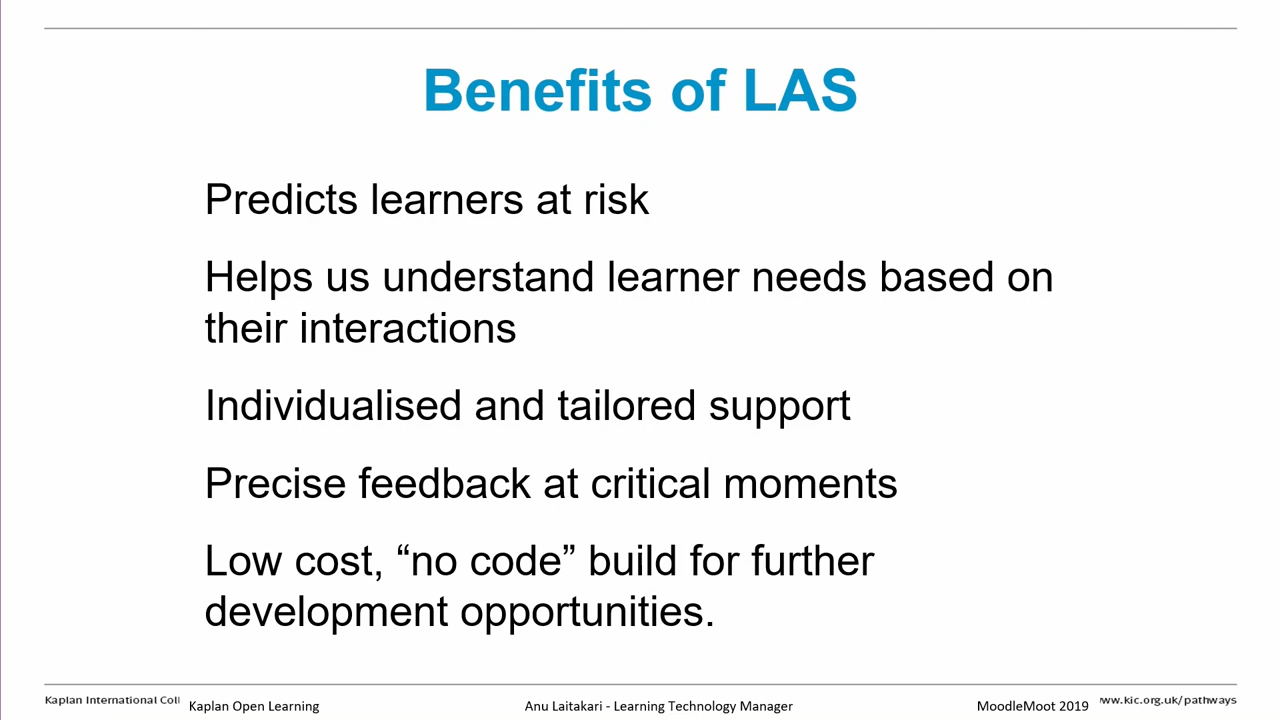 Benefits of LAS
Predicts learners at risk
Helps us understand learner needs based on
their interactions
Individualised and tailored support
Precise feedback at critical moments
Low cost, “no code” build for further
development opportunities.
Kaplan International Coll
Kaplan Open Learning
Anu Laitakari - Learning Technology Manager
MoodleMoot 2019
ww.kic.org.uk/pathways